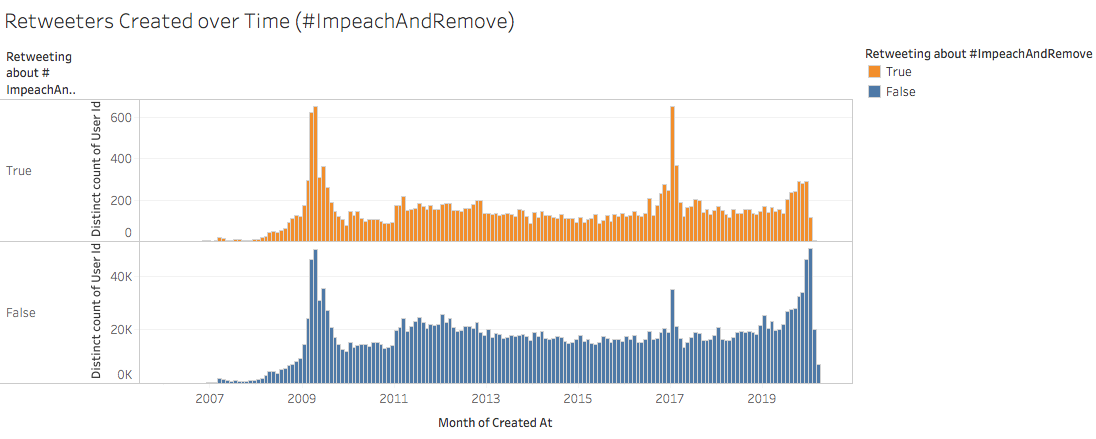 Retweeters Created over Time (#ImpeachAndRemove)
Retweeting
about #
ImpeachAn..
Retweeting about #ImpeachAndRemove
True
False
True
Distinct count of User Id
600
400
200
0
False
Distinct count of User Id
40K
20K
0K
2007 2009 2011 2013 2015 2017 2019
Month of Created At